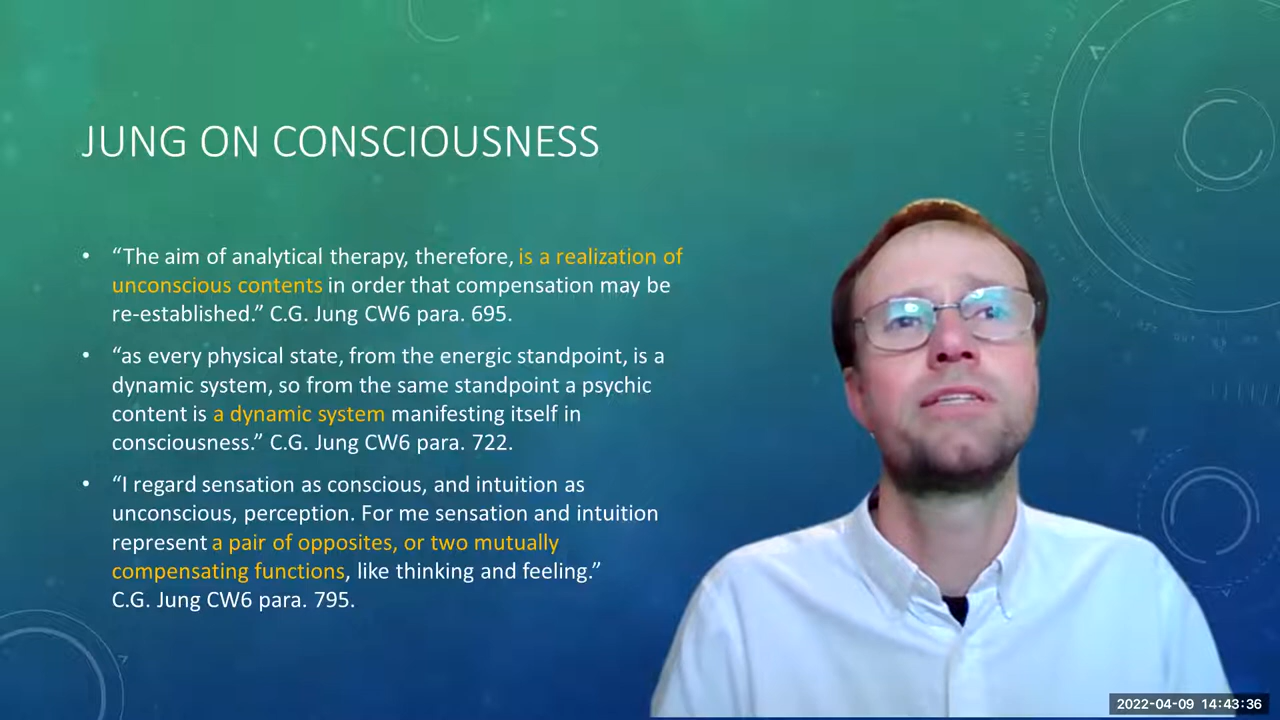 JUNG ON CONSCIOUSNESS
• “The aim of analytical therapy, therefore, is a realization of
unconscious contents in order that compensation may be
re-established.” C.G. Jung CW6 para. 695.
• “as every physical state, from the energic standpoint, is a
dynamic system, so from the same standpoint a psychic
content is a dynamic system manifesting itself in
consciousness.” C.G. Jung CW6 para. 722.
• “I regard sensation as conscious, and intuition as
unconscious, perception. For me sensation and intuition
represent a pair of opposites, or two mutually
compensating functions, like thinking and feeling.”
C.G. Jung CW6 para. 795.
2022-04-09 14:43:36